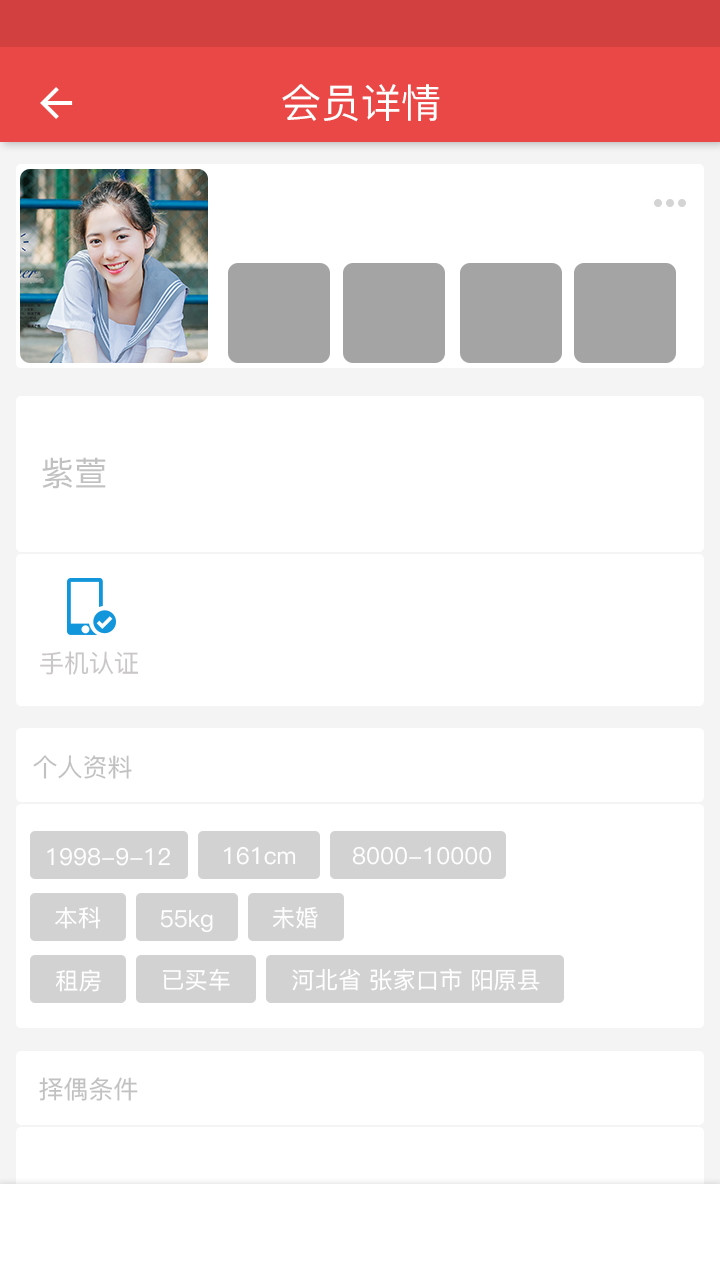 会员详情
紫萱
手机认证
个人资料
1998-9-12 161cm 8000-10000
本科 55kg 未婚
租房 已买车 河北省 张家口市 阳原县
择偶条件